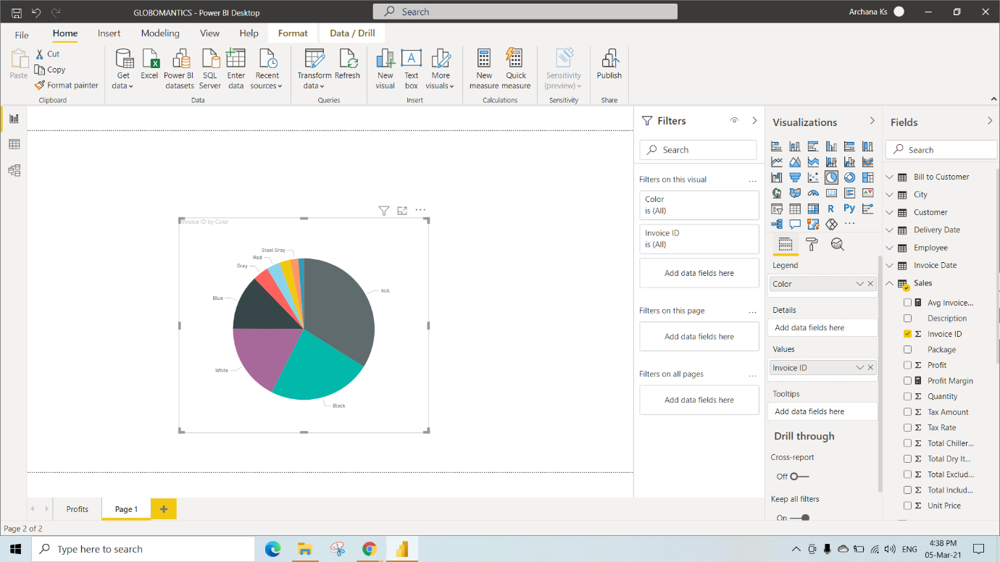 GLOBOMANTICS - Power BI Desktop
Search
Archana Ks
File
Home
Insert
Modeling
View
Help
Format
Data / Drill
Paste
Cut
Copy
Format painter
Clipboard
Get
data
Excel
Power BI
datasets
SQL
Server
Enter
data
Recent
sources
Data
Transform
data
Refresh
Queries
New
visual
Text
box
More
visuals
Insert
New
measure
Quick
measure
Calculations
Sensitivity
(preview)
Sensitivity
Publish
Share
Invoice ID by Color
Steel Gray
Red
Gray
Blue
N/A
White
Black
Filters
Search
Filters on this visual
...
Color
is (All)
Invoice ID
is (All)
Add data fields here
Filters on this page
...
Add data fields here
Filters on all pages
...
Add data fields here
Visualizations
R
Py
...
Legend
Color
Details
Add data fields here
Values
Invoice ID
Tooltips
Add data fields here
Drill through
Cross-report
Off
Keep all filters
On
Fields
Search
Bill to Customer
City
Customer
Delivery Date
Employee
Invoice Date
Sales
Avg Invoice...
Description
Invoice ID
Package
Profit
Profit Margin
Quantity
Tax Amount
Tax Rate
Total Chiller...
Total Dry It...
Total Exclud...
Total Includ...
Unit Price
Profits
Page 1
Page 2 of 2
Type here to search
ENG
4:38 PM
05-Mar-21